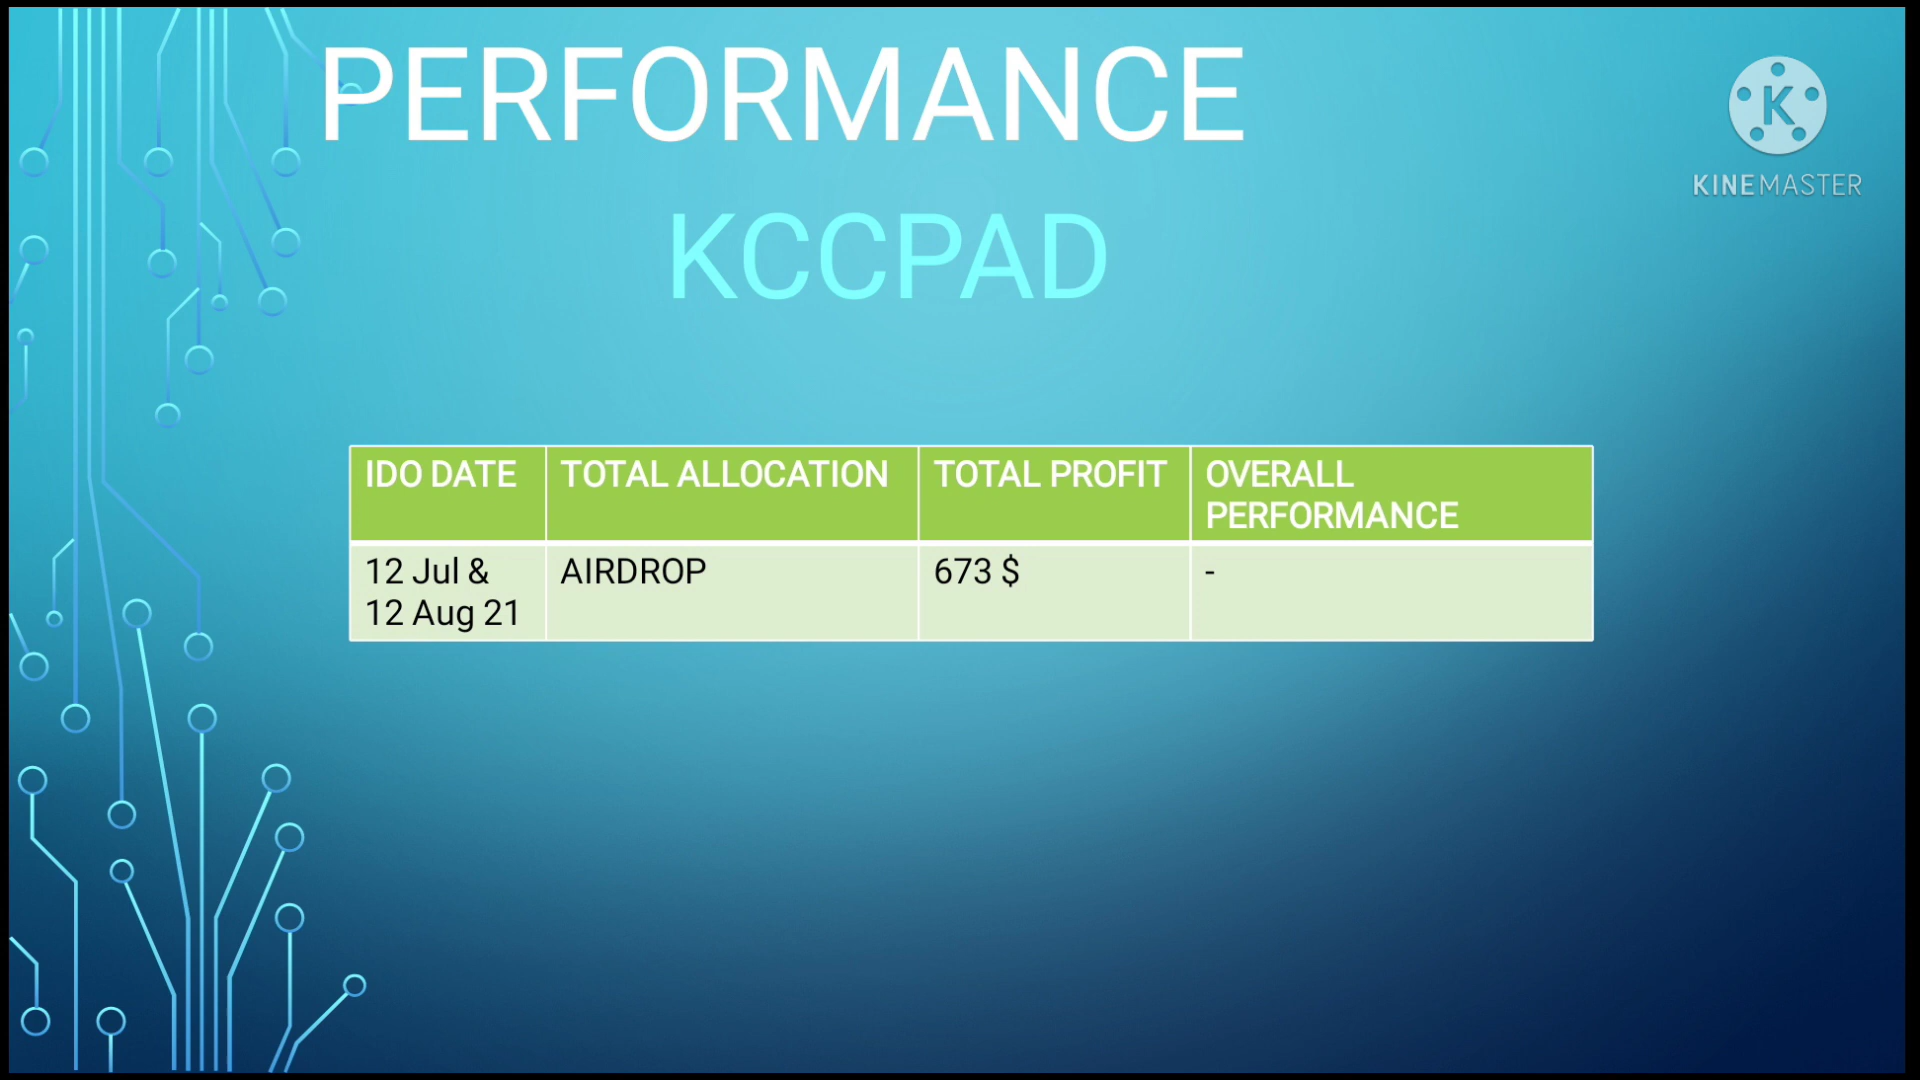 PERFORMANCE
K
KINEMASTER
KCCPAD
IDO DATE TOTAL ALLOCATION TOTAL PROFIT OVERALL
PERFORMANCE
12 Jul & AIRDROP 673 $ -
12 Aug 21